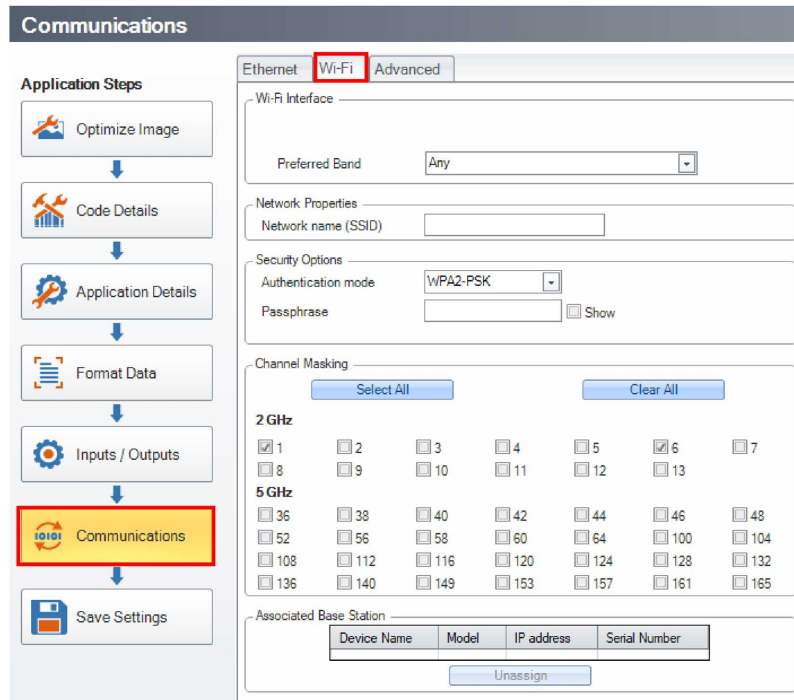 Communications
Application Steps
Optimize Image
Code Details
Application Details
Format Data
Inputs / Outputs
Communications
Save Settings
Ethernet Wi-Fi Advanced
Wi-Fi Interface
Preferred Band Any
Network Properties
Network name (SSID)
Security Options
Authentication mode WPA2-PSK
Passphrase Show
Channel Masking
Select All Clear All
2 GHz
1 2 3 4 5 6 7
8 9 10 11 12 13
5 GHz
36 38 40 42 44 46 48
52 56 58 60 64 100 104
108 112 116 120 124 128 132
136 140 149 153 157 161 165
Associated Base Station
Device Name Model IP address Serial Number
Unassign